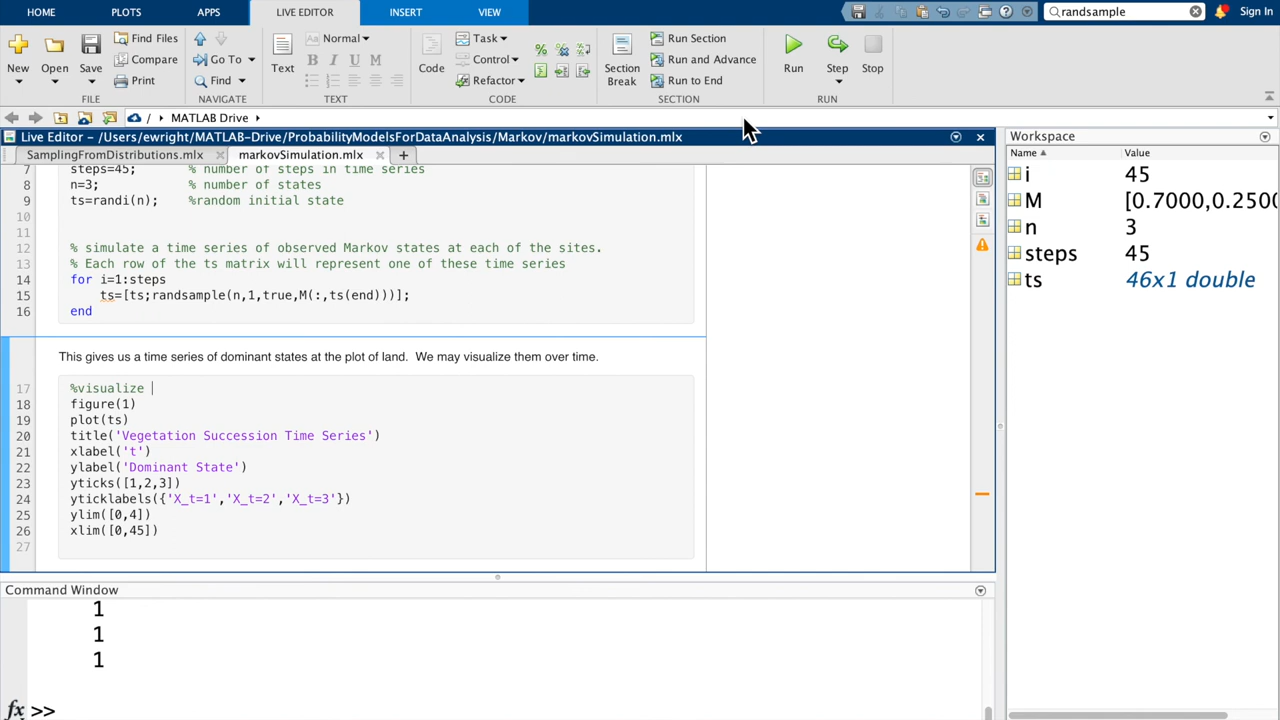 HOME PLOTS APPS LIVE EDITOR INSERT VIEW randsample Sign In
New Open Save Find Files Compare Print Go To Find Text Normal B I U M Code Task Control Refactor Section Break Run Section Run and Advance Run to End Run Step Stop
FILE NAVIGATE TEXT CODE SECTION RUN
/ MATLAB Drive
Live Editor - /Users/ewright/MATLAB-Drive/ProbabilityModelsForDataAnalysis/Markov/markovSimulation.mlx
SamplingFromDistributions.mlx markovSimulation.mlx
7 steps=45; % number of steps in time series
8 n=3; % number of states
9 ts=randi(n); %random initial state
10
11
12 % simulate a time series of observed Markov states at each of the sites.
13 % Each row of the ts matrix will represent one of these time series
14 for i=1:steps
15 ts=[ts;randsample(n,1,true,M(:,ts(end)))];
16 end
This gives us a time series of dominant states at the plot of land. We may visualize them over time.
17 %visualize
18 figure(1)
19 plot(ts)
20 title('Vegetation Succession Time Series')
21 xlabel('t')
22 ylabel('Dominant State')
23 yticks([1,2,3])
24 yticklabels({'X_t=1','X_t=2','X_t=3'})
25 ylim([0,4])
26 xlim([0,45])
27
Command Window
1
1
1
fx >>
Workspace
Name Value
i 45
M [0.7000,0.2500
n 3
steps 45
ts 46x1 double